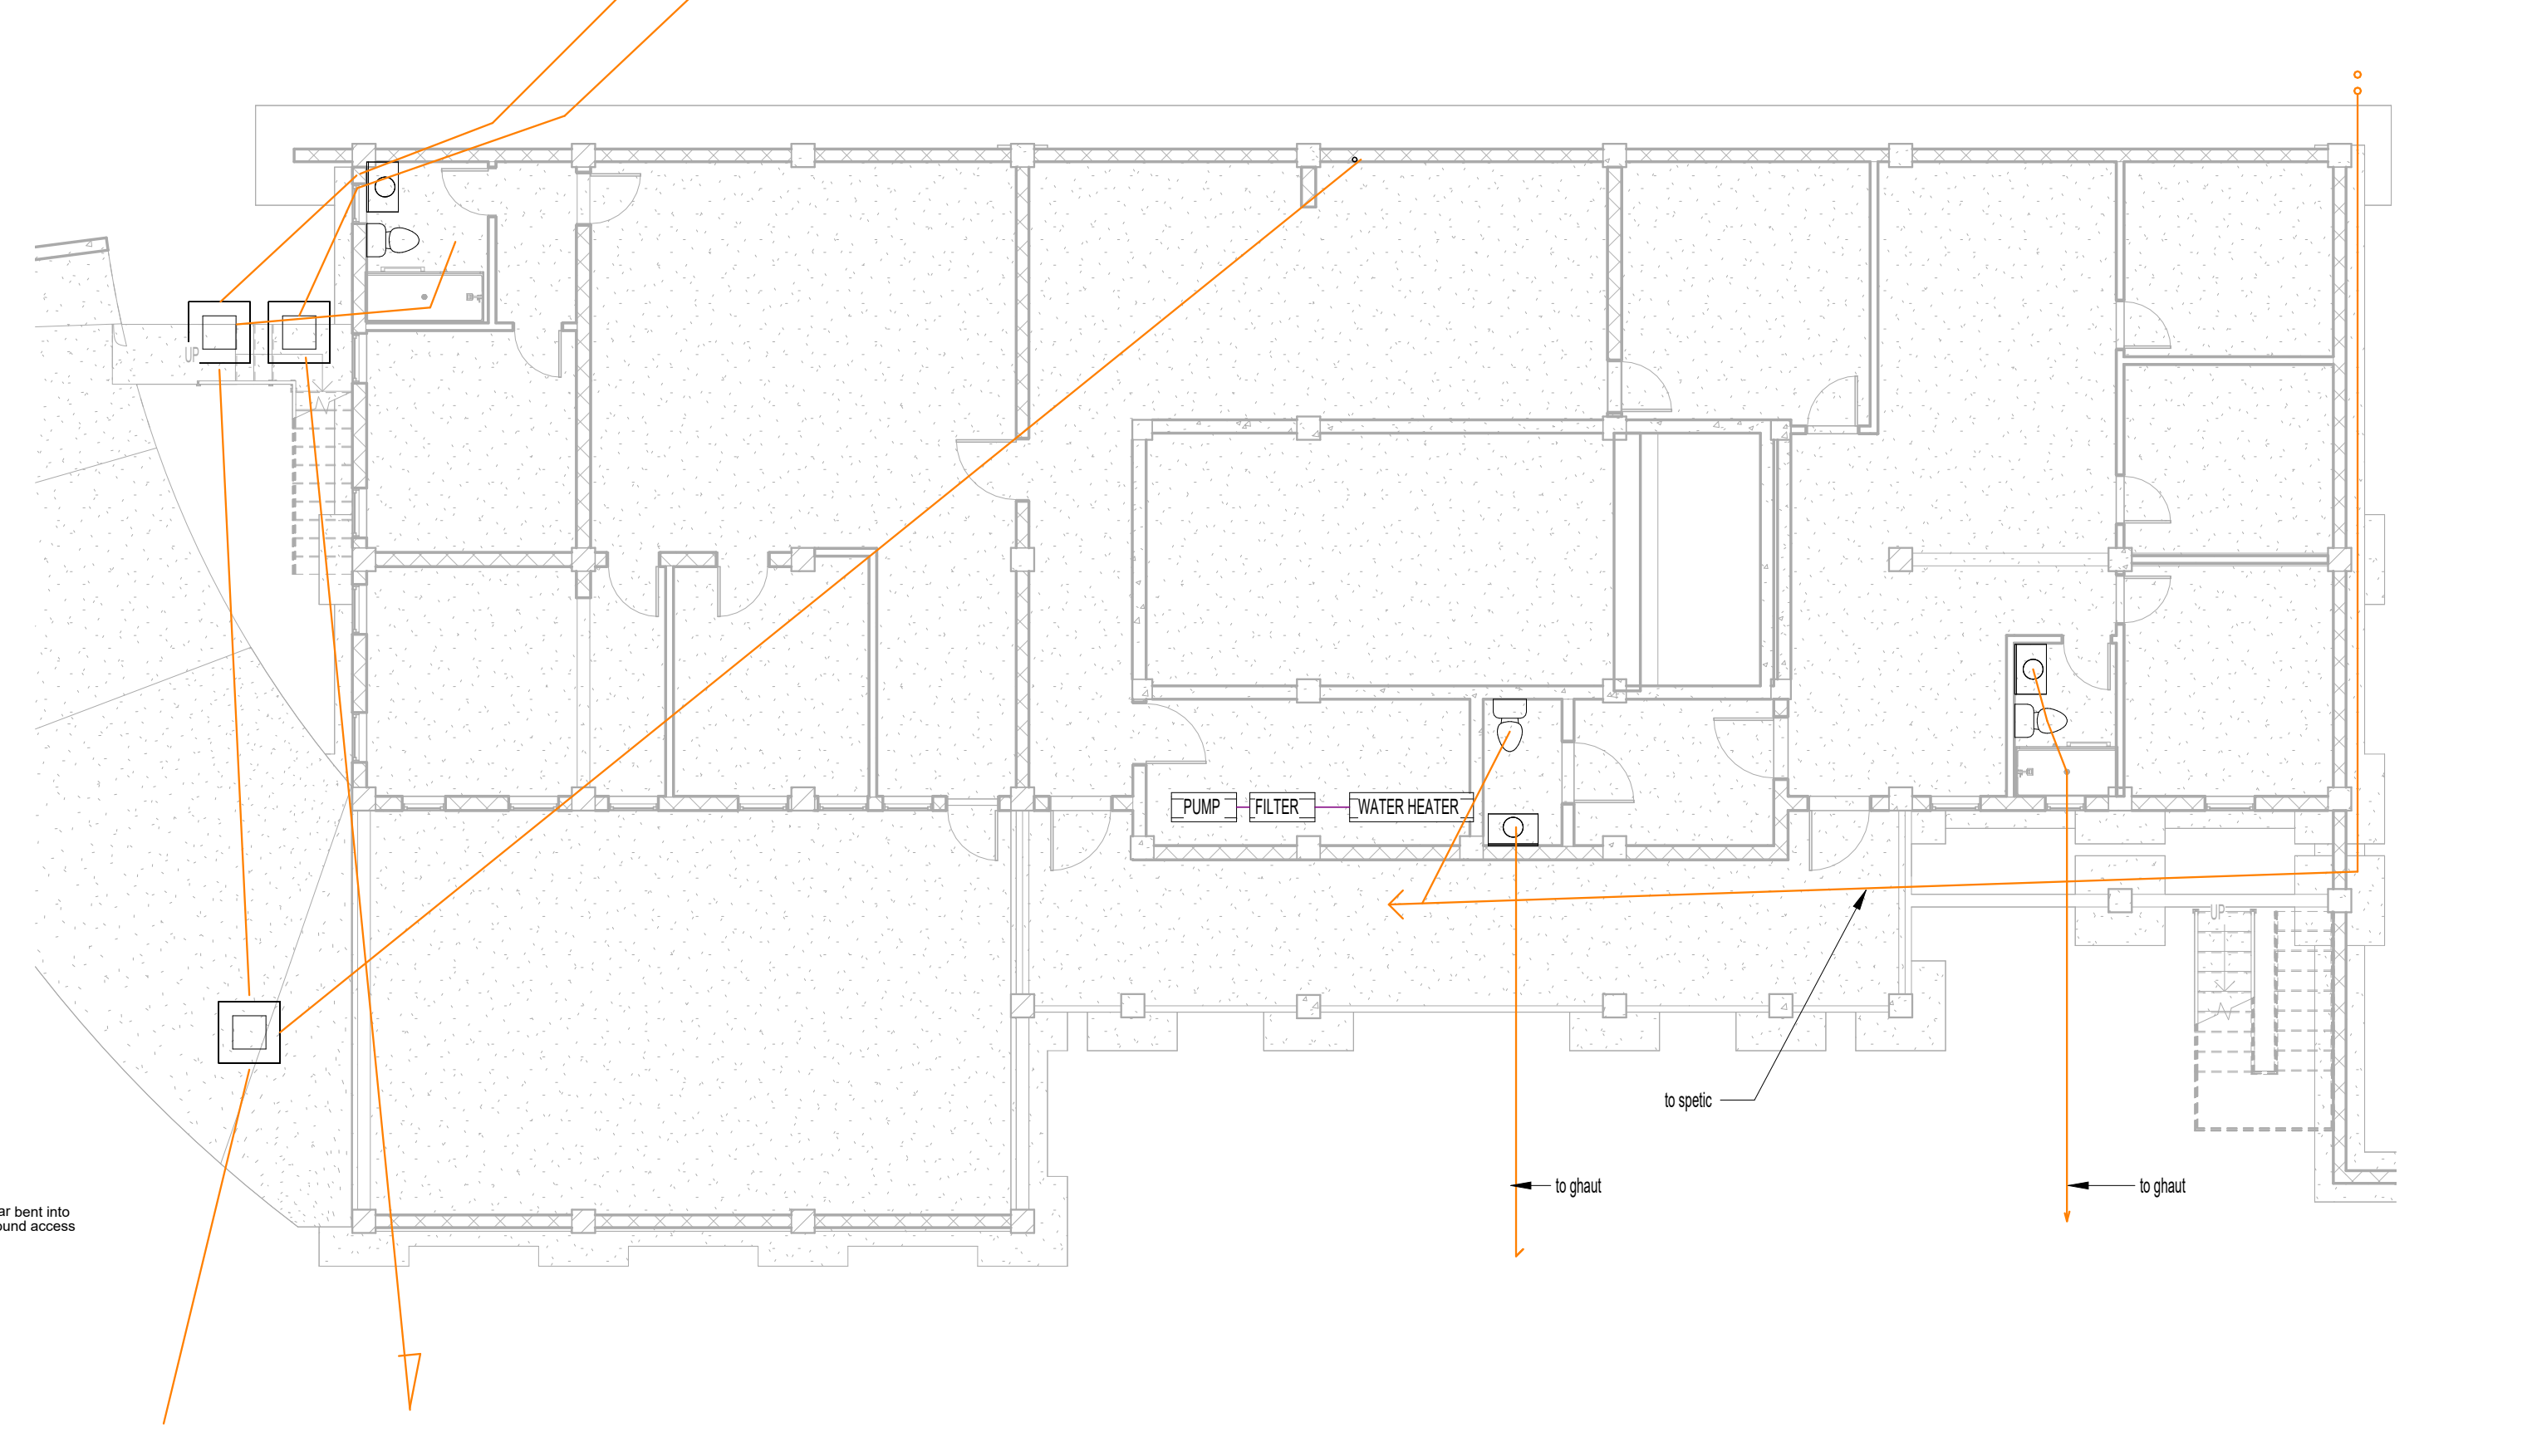 UP
PUMP
FILTER
WATER HEATER
UP
to spetic
to ghaut
to ghaut
ar bent into
ound access